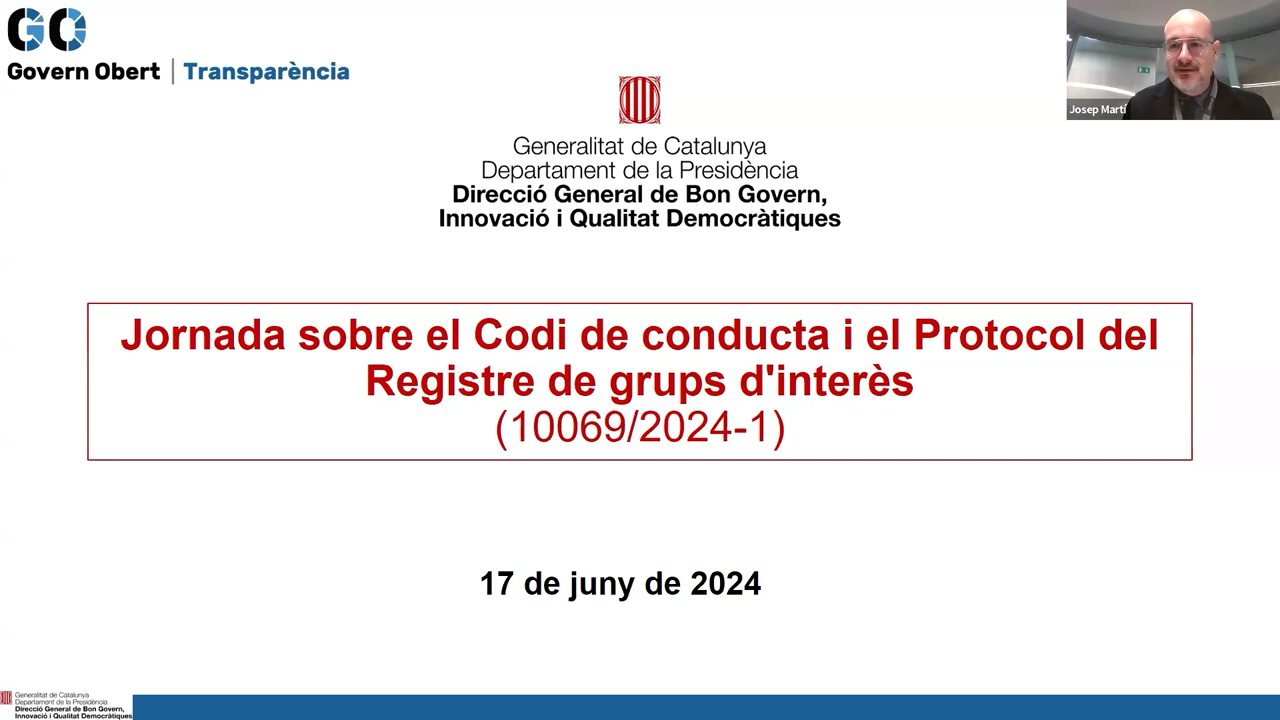 GO
Govern Obert | Transparència
Josep Martí
Generalitat de Catalunya
Departament de la Presidència
Direcció General de Bon Govern,
Innovació i Qualitat Democràtiques
Jornada sobre el Codi de conducta i el Protocol del
Registre de grups d'interès
(10069/2024-1)
17 de juny de 2024
Generalitat de Catalunya
Departament de la Presidència
Direcció General de Bon Govern,
Innovació i Qualitat Democràtiques